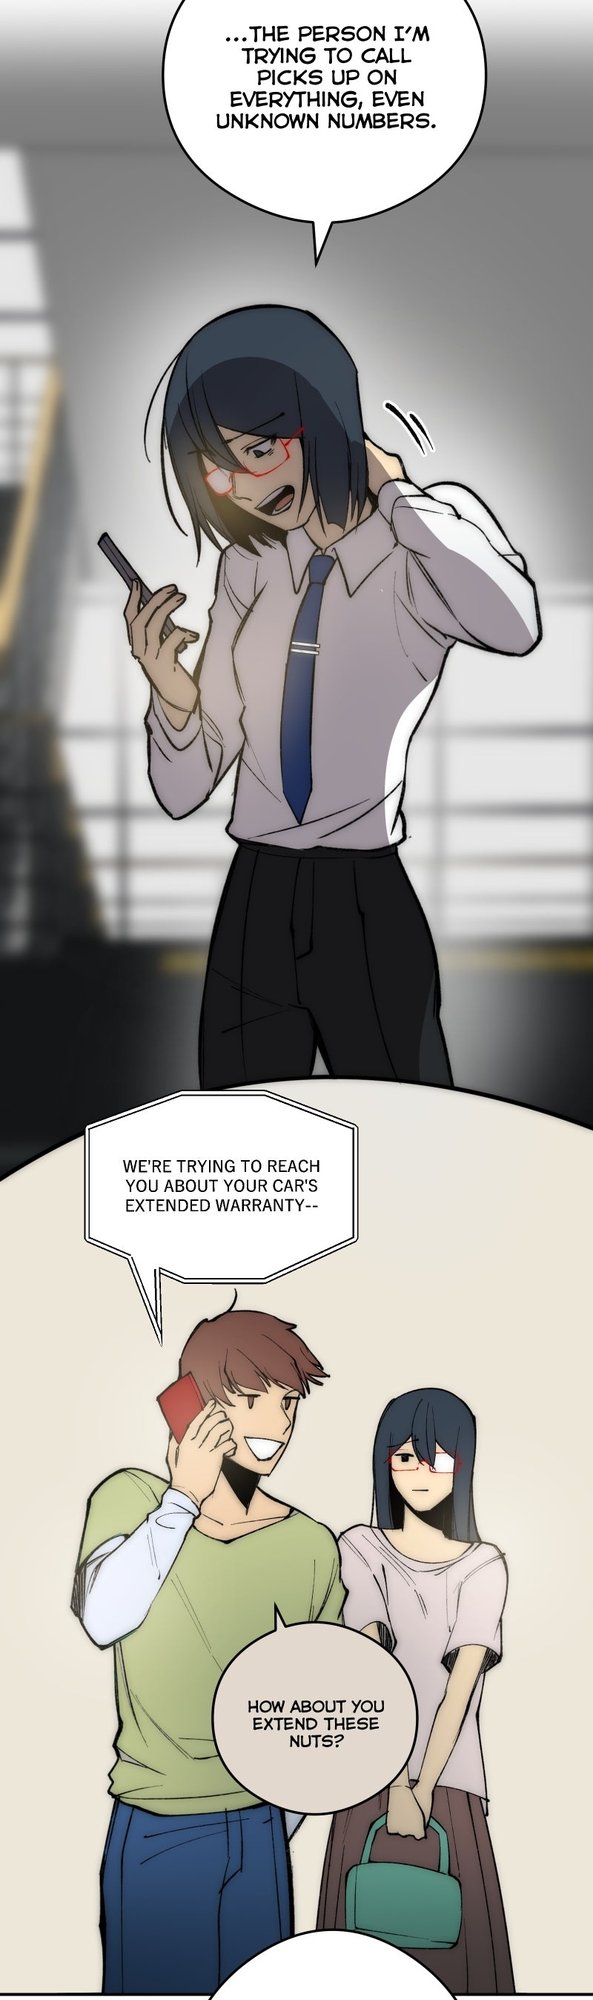 ...THE PERSON I'M
TRYING TO CALL
PICKS UP ON
EVERYTHING, EVEN
UNKNOWN NUMBERS.
WE'RE TRYING TO REACH
YOU ABOUT YOUR CAR'S
EXTENDED WARRANTY--
HOW ABOUT YOU
EXTEND THESE
NUTS?